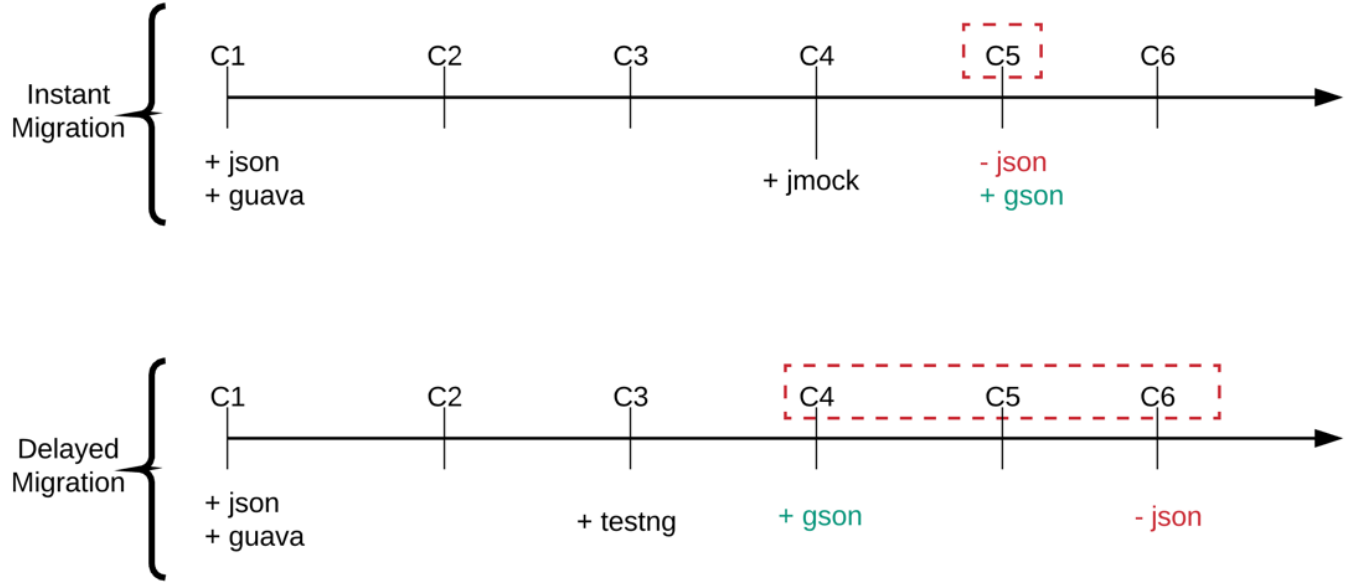 C1 C2 C3 C4 C5 C6
Instant
Migration
+ json
+ guava
+ jmock
- json
+ gson
C1 C2 C3 C4 C5 C6
Delayed
Migration
+ json
+ guava
+ testng
+ gson
- json